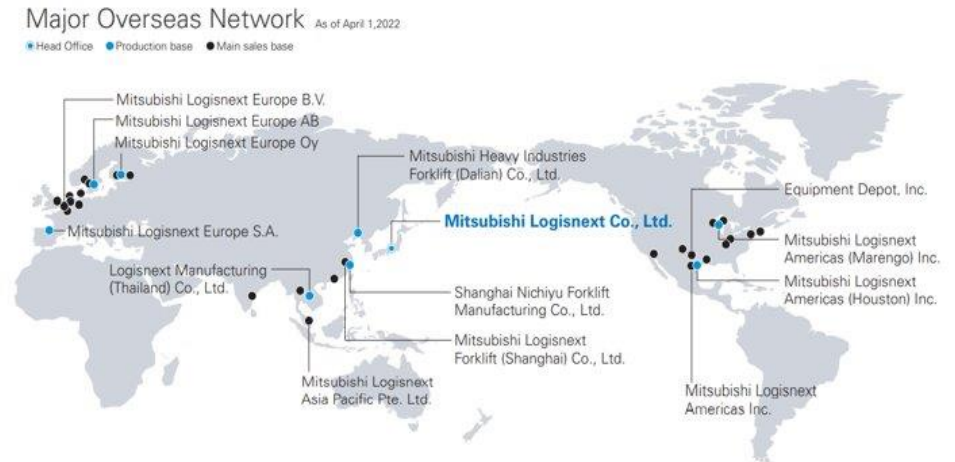 Major Overseas Network As of April 1,2022
Head Office Production base Main sales base
Mitsubishi Logisnext Europe B.V.
Mitsubishi Logisnext Europe AB
Mitsubishi Logisnext Europe Oy
Mitsubishi Heavy Industries
Forklift (Dalian) Co., Ltd.
Equipment Depot, Inc.
Mitsubishi Logisnext Co., Ltd.
Mitsubishi Logisnext Europe S.A.
Mitsubishi Logisnext
Americas (Marengo) Inc.
Logisnext Manufacturing
(Thailand) Co., Ltd.
Mitsubishi Logisnext
Americas (Houston) Inc.
Shanghai Nichiyu Forklift
Manufacturing Co., Ltd.
Mitsubishi Logisnext
Forklift (Shanghai) Co., Ltd.
Mitsubishi Logisnext
Asia Pacific Pte. Ltd.
Mitsubishi Logisnext
Americas Inc.